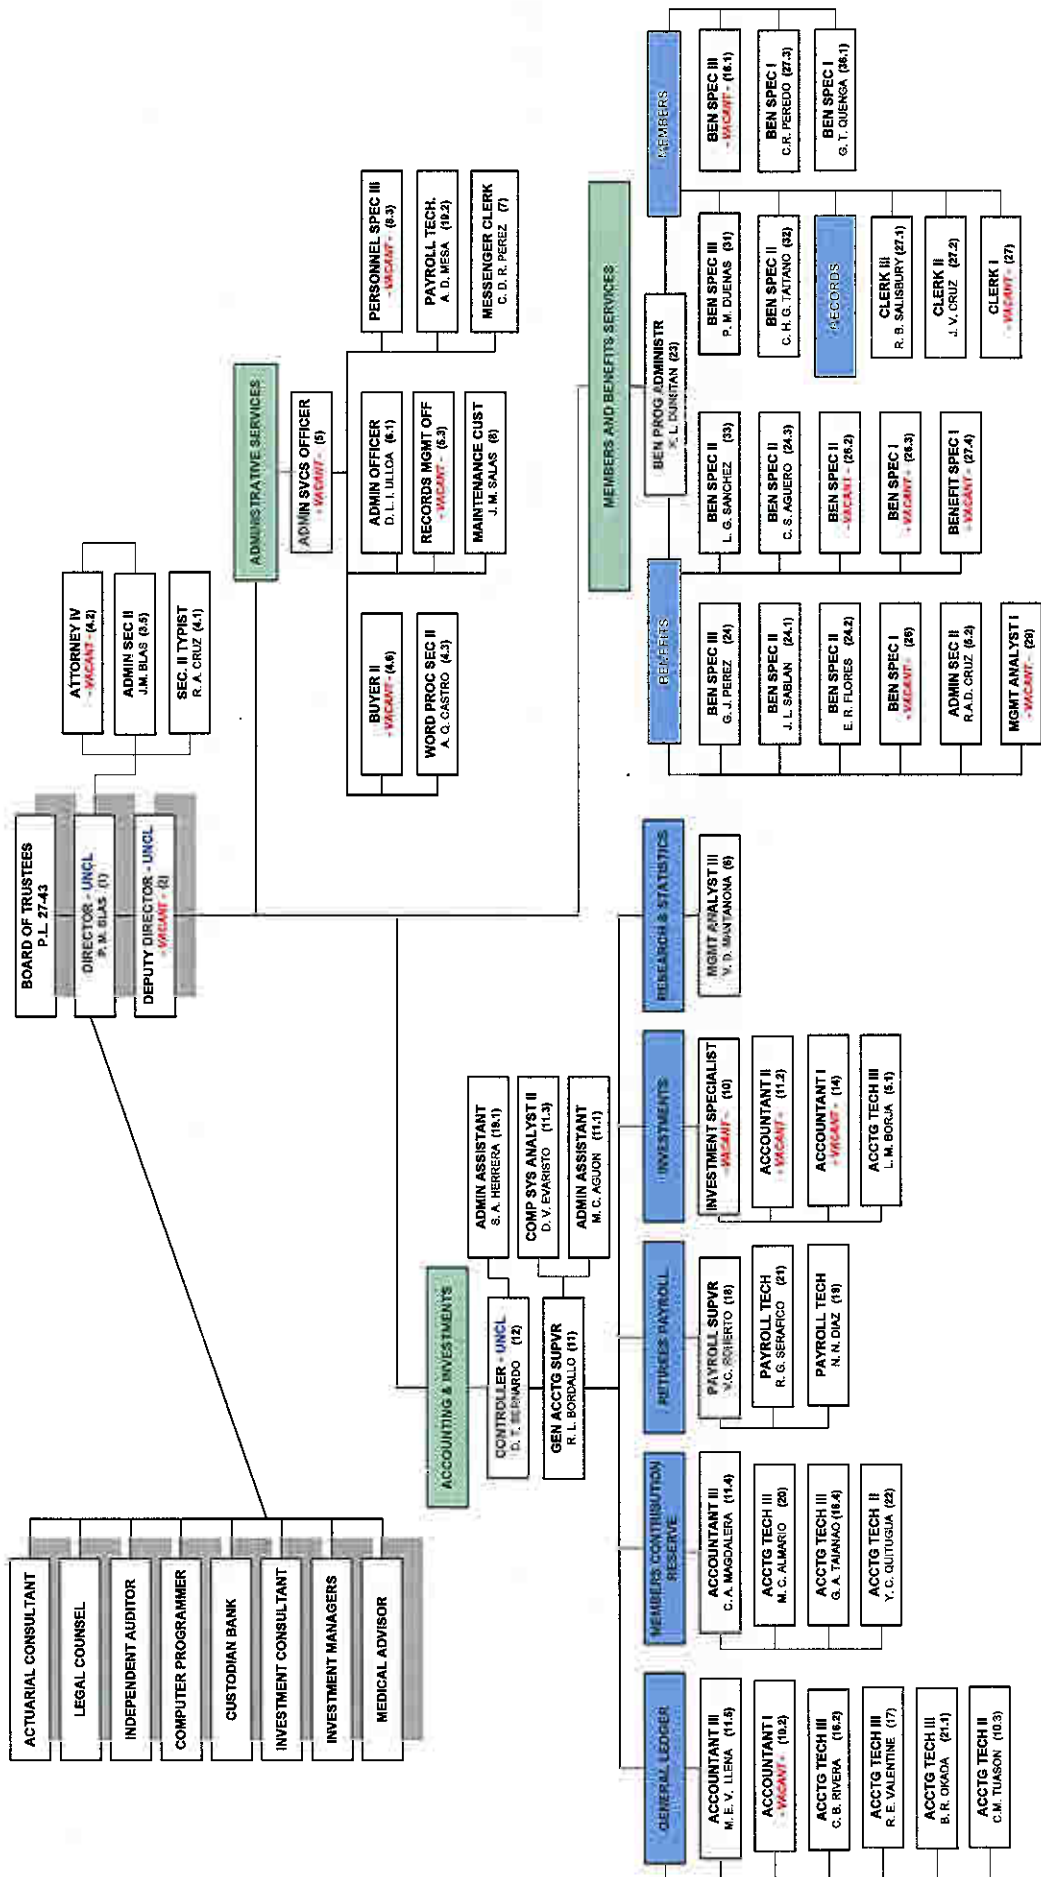 BOARD OF TRUSTEES
P.L. 27-43
DIRECTOR - UNCL
P. M. BLAS (1)
DEPUTY DIRECTOR - UNCL
- VACANT - (2)
ATTORNEY IV
- VACANT - (4.2)
ADMIN SEC II
J.M. BLAS (3.5)
SEC. II TYPIST
R. A. CRUZ (4.1)
ACTUARIAL CONSULTANT
LEGAL COUNSEL
INDEPENDENT AUDITOR
COMPUTER PROGRAMMER
CUSTODIAN BANK
INVESTMENT CONSULTANT
INVESTMENT MANAGERS
MEDICAL ADVISOR
ADMINISTRATIVE SERVICES
ADMIN SVCS OFFICER
- VACANT - (5)
BUYER II
- VACANT - (4.6)
WORD PROC SEC II
A. Q. CASTRO (4.3)
ADMIN OFFICER
D. L. I. ULLOA (6.1)
RECORDS MGMT OFF
- VACANT - (5.3)
MAINTENANCE CUST
J. M. SALAS (8)
PERSONNEL SPEC III
- VACANT - (8.3)
PAYROLL TECH.
A. D. MESA (19.2)
MESSENGER CLERK
C. D. R. PEREZ (7)
ACCOUNTING & INVESTMENTS
CONTROLLER - UNCL
D. T. BERNARDO (12)
GEN ACCTG SUPVR
R. L. BORDALLO (11)
ADMIN ASSISTANT
S. A. HERRERA (19.1)
COMP SYS ANALYST II
D. V. EVARISTO (11.3)
ADMIN ASSISTANT
M. C. AGUON (11.1)
GENERAL LEDGER
ACCOUNTANT III
M. E. V. LLENA (11.5)
ACCOUNTANT I
- VACANT - (10.2)
ACCTG TECH III
C. B. RIVERA (16.2)
ACCTG TECH III
R. E. VALENTINE (17)
ACCTG TECH III
B. R. OKADA (21.1)
ACCTG TECH II
C.M. TUASON (10.3)
MEMBERS CONTRIBUTION
RESERVE
ACCOUNTANT III
C. A. MAGDALERA (11.4)
ACCTG TECH III
M. C. ALMARIO (20)
ACCTG TECH III
G. A. TAIANAO (16.4)
ACCTG TECH II
Y. C. QUITUGUA (22)
RETIREES PAYROLL
PAYROLL SUPVR
V.C. ROBERTO (18)
PAYROLL TECH
R. G. SERAFICO (21)
PAYROLL TECH
N. N. DIAZ (19)
INVESTMENTS
INVESTMENT SPECIALIST
- VACANT - (10)
ACCOUNTANT II
- VACANT - (11.2)
ACCOUNTANT I
- VACANT - (14)
ACCTG TECH III
L. M. BORJA (5.1)
RESEARCH & STATISTICS
MGMT ANALYST III
V. D. MANTANONA (6)
MEMBERS AND BENEFITS SERVICES
BEN PROG ADMINISTR
L. DUNSTAN (23)
BENEFITS
BEN SPEC III
G. J. PEREZ (24)
BEN SPEC II
J. L. SABLAN (24.1)
BEN SPEC II
E. R. FLORES (24.2)
BEN SPEC I
- VACANT - (25)
ADMIN SEC II
R.A.D. CRUZ (5.2)
MGMT ANALYST I
- VACANT - (29)
BEN SPEC II
L. G. SANCHEZ (33)
BEN SPEC II
C. S. AGUERO (24.3)
BEN SPEC II
- VACANT - (26.2)
BEN SPEC I
- VACANT - (26.3)
BENEFIT SPEC I
- VACANT - (27.4)
MEMBERS
BEN SPEC III
P. M. DUENAS (31)
BEN SPEC II
C. H. G. TAITANO (32)
RECORDS
CLERK III
R. B. SALISBURY (27.1)
CLERK II
J. V. CRUZ (27.2)
CLERK I
- VACANT - (27)
BEN SPEC III
- VACANT - (16.1)
BEN SPEC I
C.R. PEREDO (27.3)
BEN SPEC I
G. T. QUENGA (36.1)